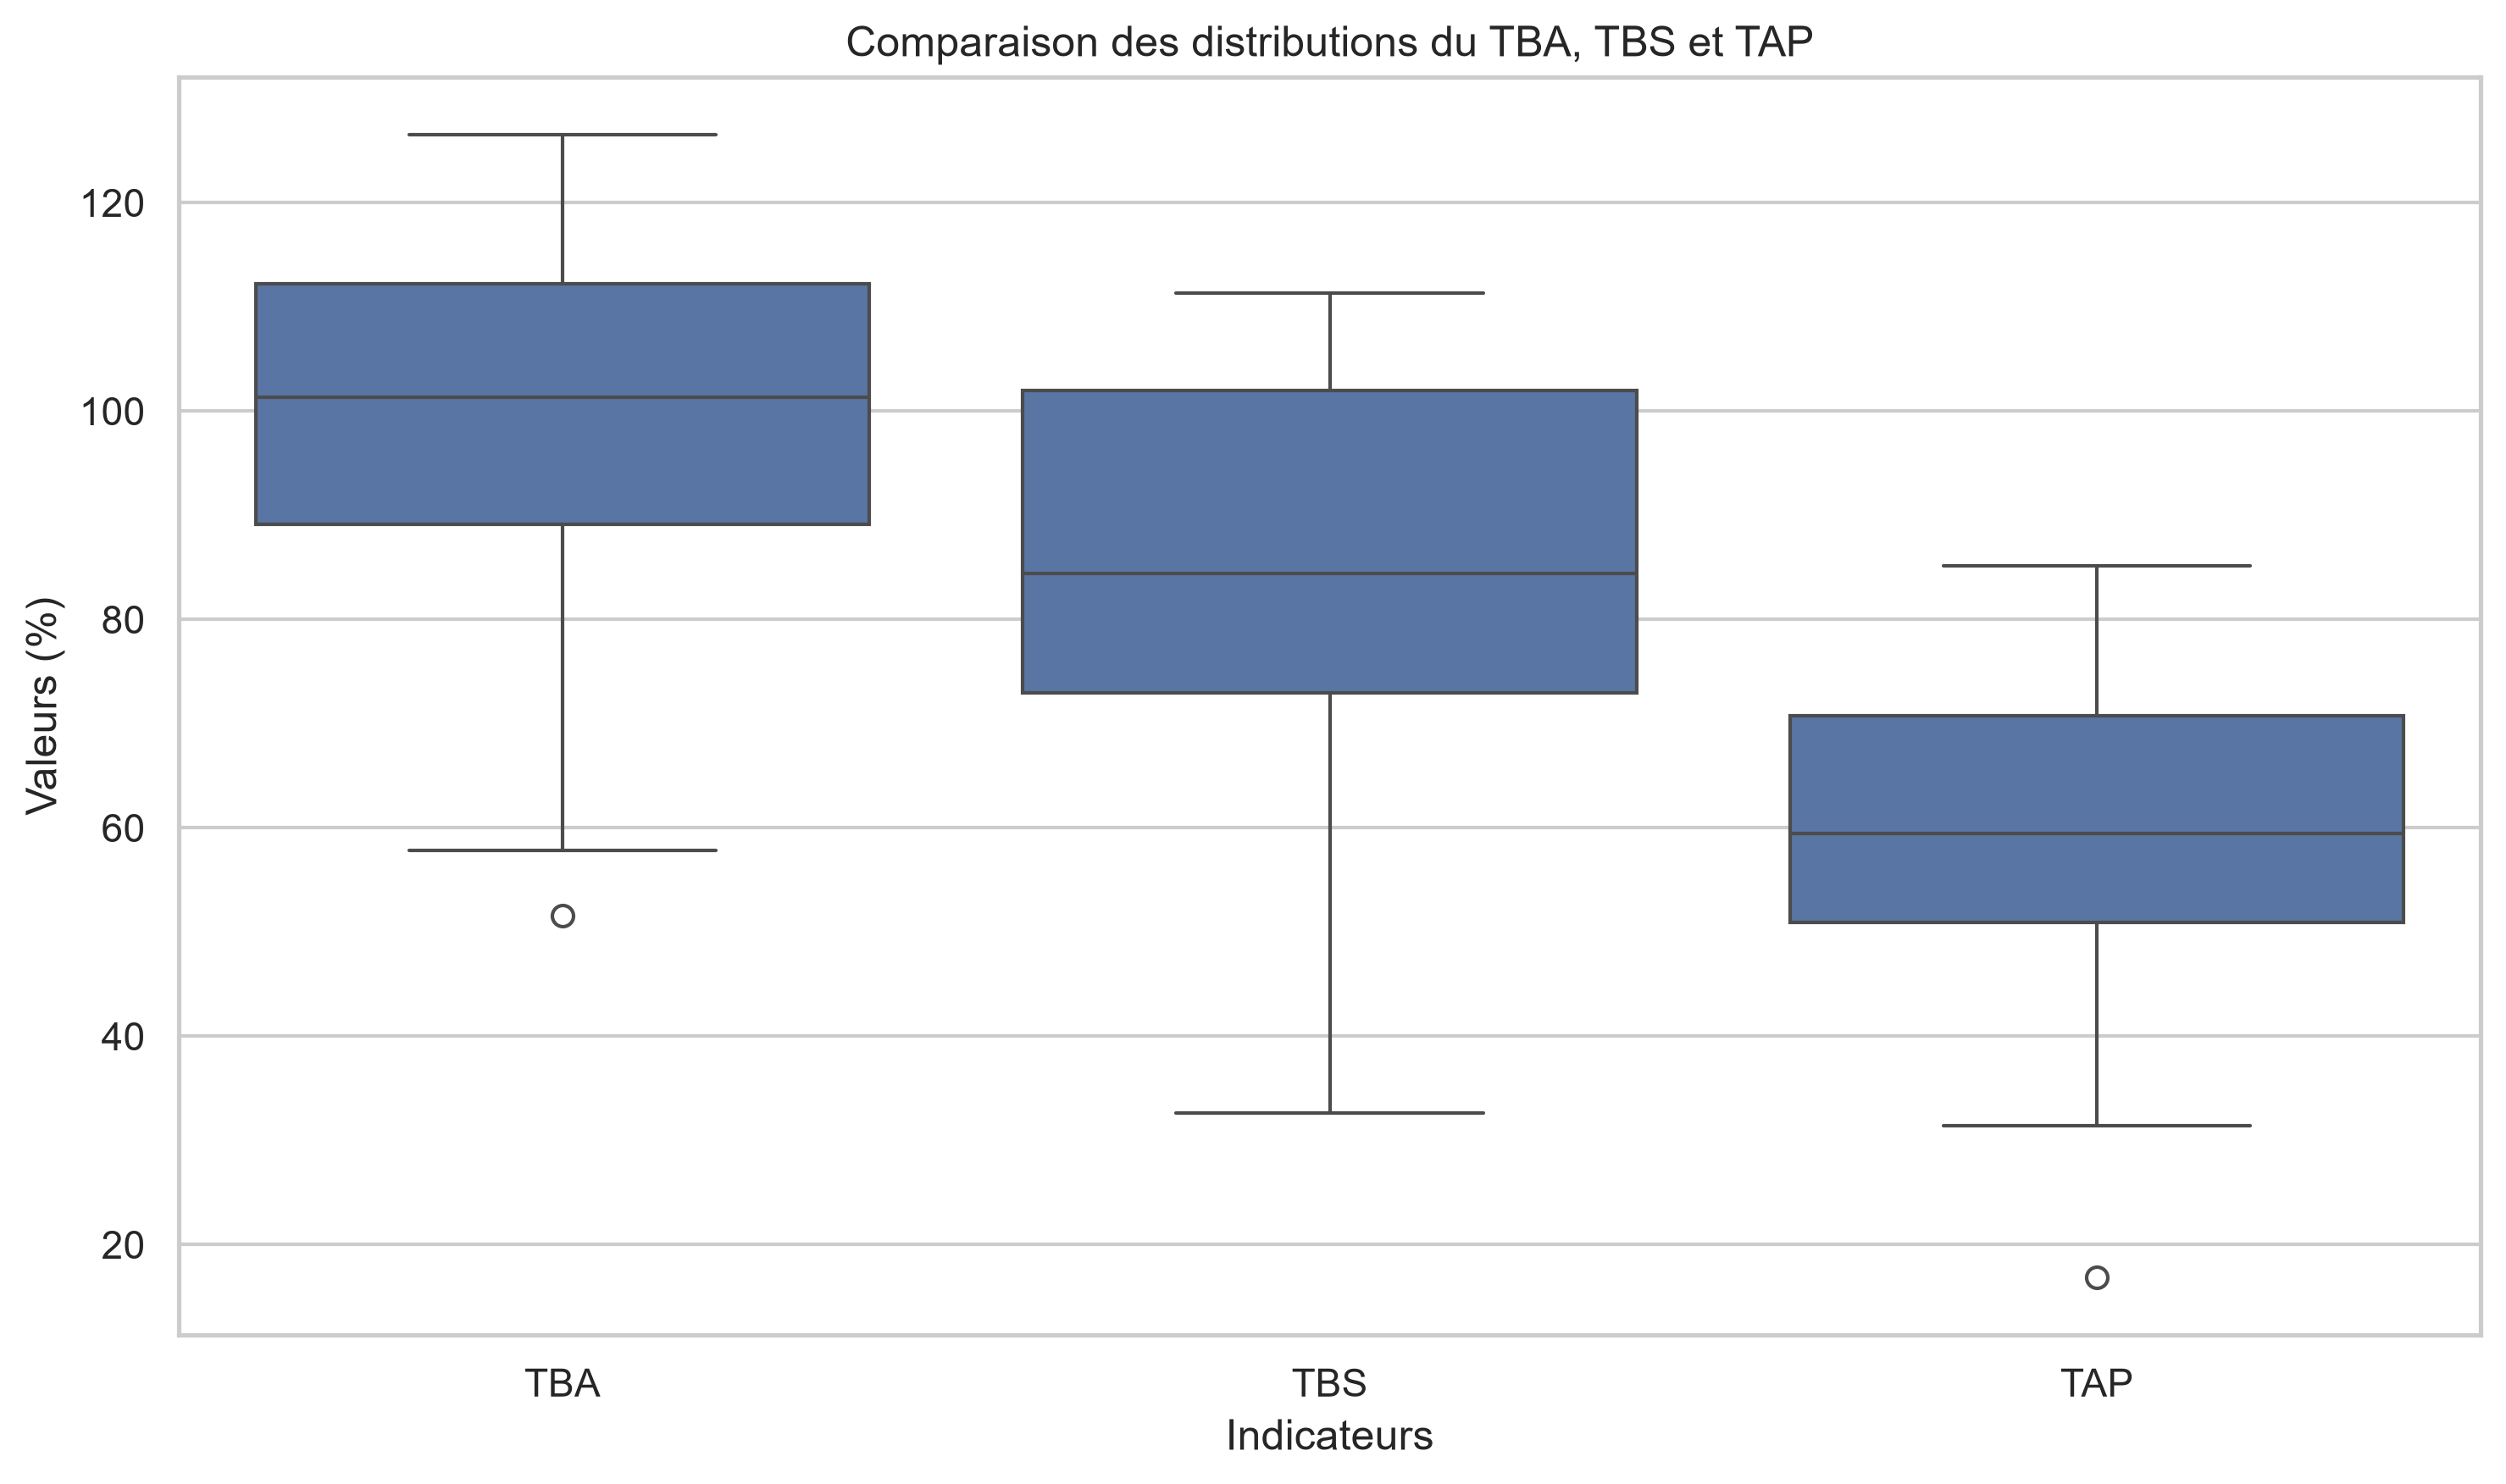 Comparaison des distributions du TBA, TBS et TAP
Valeurs (%)
120
100
80
60
40
20
TBA TBS TAP
Indicateurs